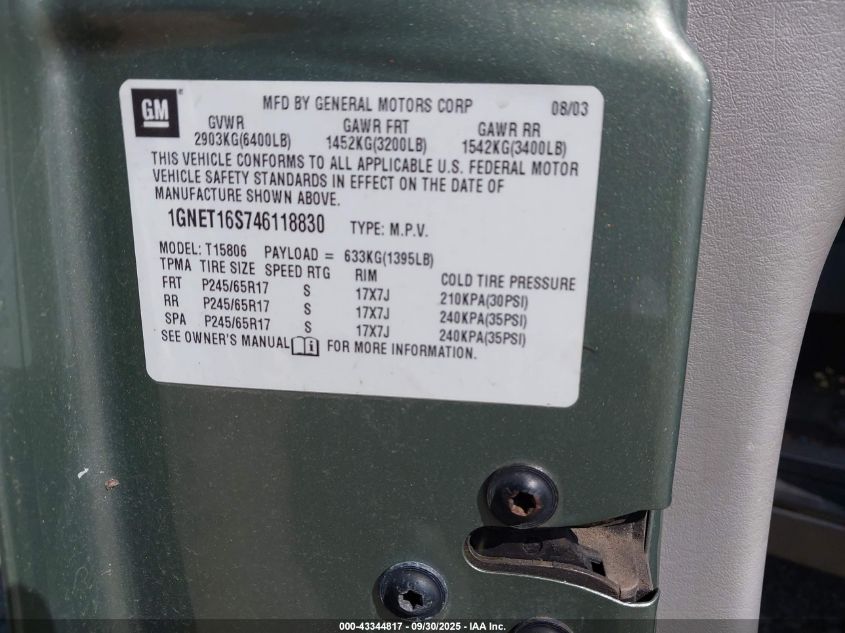 GM
MFD BY GENERAL MOTORS CORP 08/03
GVWR GAWR FRT GAWR RR
2903KG(6400LB) 1452KG(3200LB) 1542KG(3400LB)
THIS VEHICLE CONFORMS TO ALL APPLICABLE U.S. FEDERAL MOTOR
VEHICLE SAFETY STANDARDS IN EFFECT ON THE DATE OF
MANUFACTURE SHOWN ABOVE.
1GNET16S746118830 TYPE: M.P.V.
MODEL: T15806 PAYLOAD = 633KG(1395LB)
TPMA TIRE SIZE SPEED RTG RIM COLD TIRE PRESSURE
FRT P245/65R17 S 17X7J 210KPA(30PSI)
RR P245/65R17 S 17X7J 240KPA(35PSI)
SPA P245/65R17 S 17X7J 240KPA(35PSI)
SEE OWNER'S MANUAL FOR MORE INFORMATION.
000-43344817 - 09/30/2025 - IAA Inc.